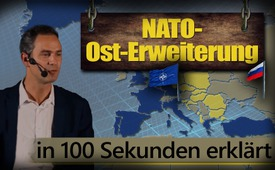 NATO-
Ost-Erweiterung
in 100 Sekunden erklärt